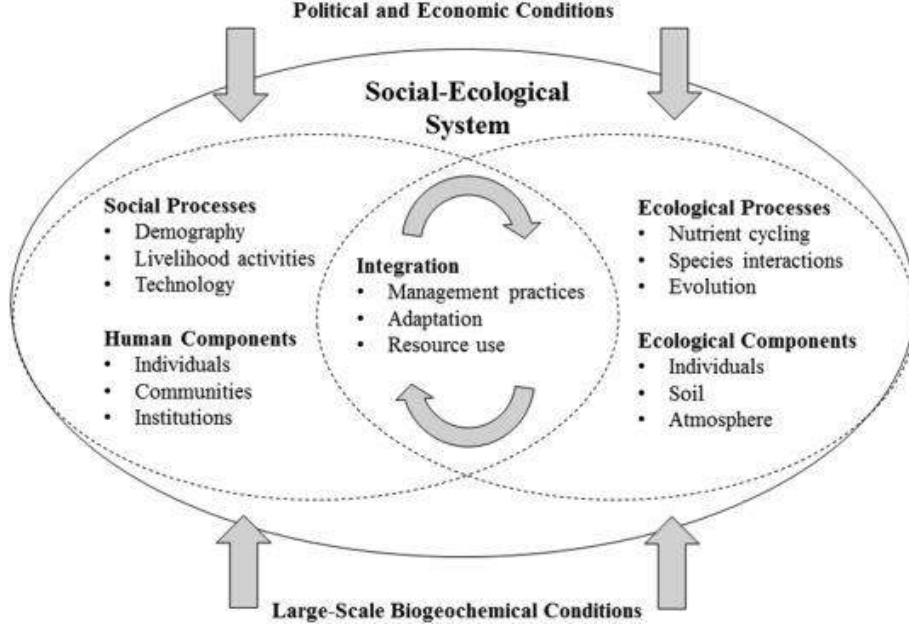 Political and Economic Conditions
Social-Ecological
System
Social Processes
• Demography
• Livelihood activities
• Technology
Human Components
• Individuals
• Communities
• Institutions
Integration
• Management practices
• Adaptation
• Resource use
Ecological Processes
• Nutrient cycling
• Species interactions
• Evolution
Ecological Components
• Individuals
• Soil
• Atmosphere
Large-Scale Biogeochemical Conditions